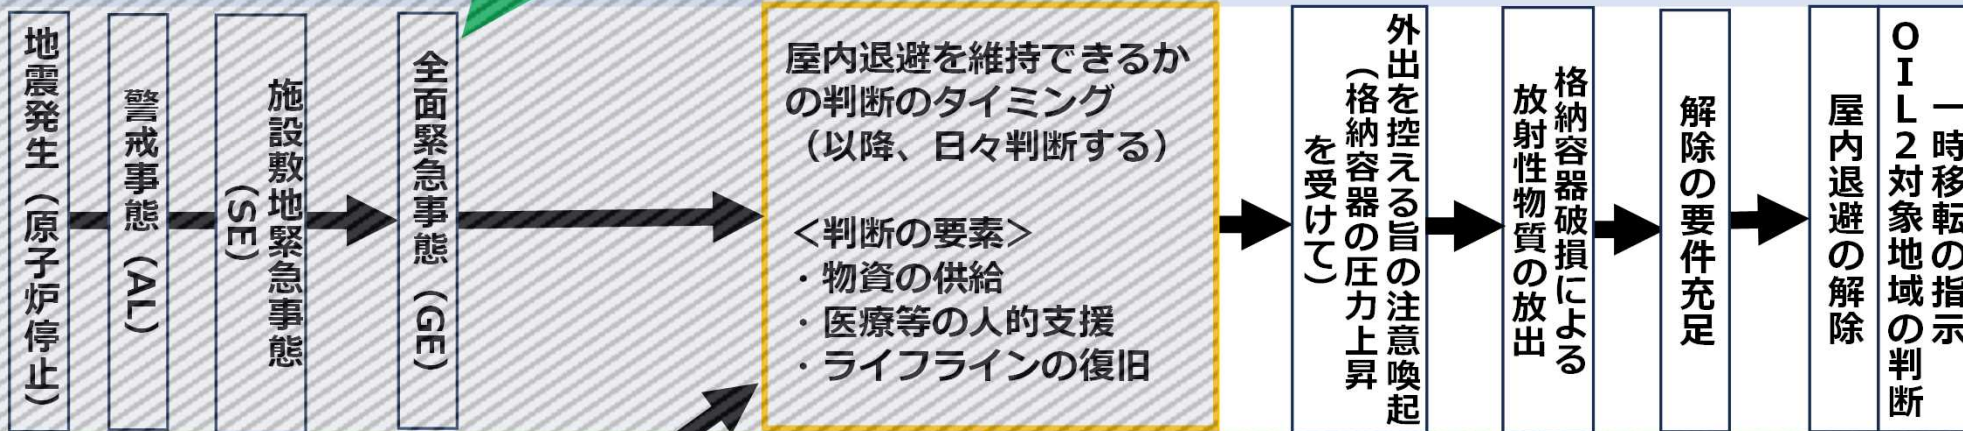 地震発生（原子炉停止）
警戒事態（AL）
施設敷地緊急事態
（SE）
全面緊急事態（GE）
屋内退避を維持できるか
の判断のタイミング
（以降、日々判断する）
＜判断の要素＞
・物資の供給
・医療等の人的支援
・ライフラインの復旧
外出を控える旨の注意喚起
（格納容器の圧力上昇
を受けて）
格納容器破損による
放射性物質の放出
解除の要件充足
屋内退避の解除
一時移転の指示
OIL2対象地域の判断